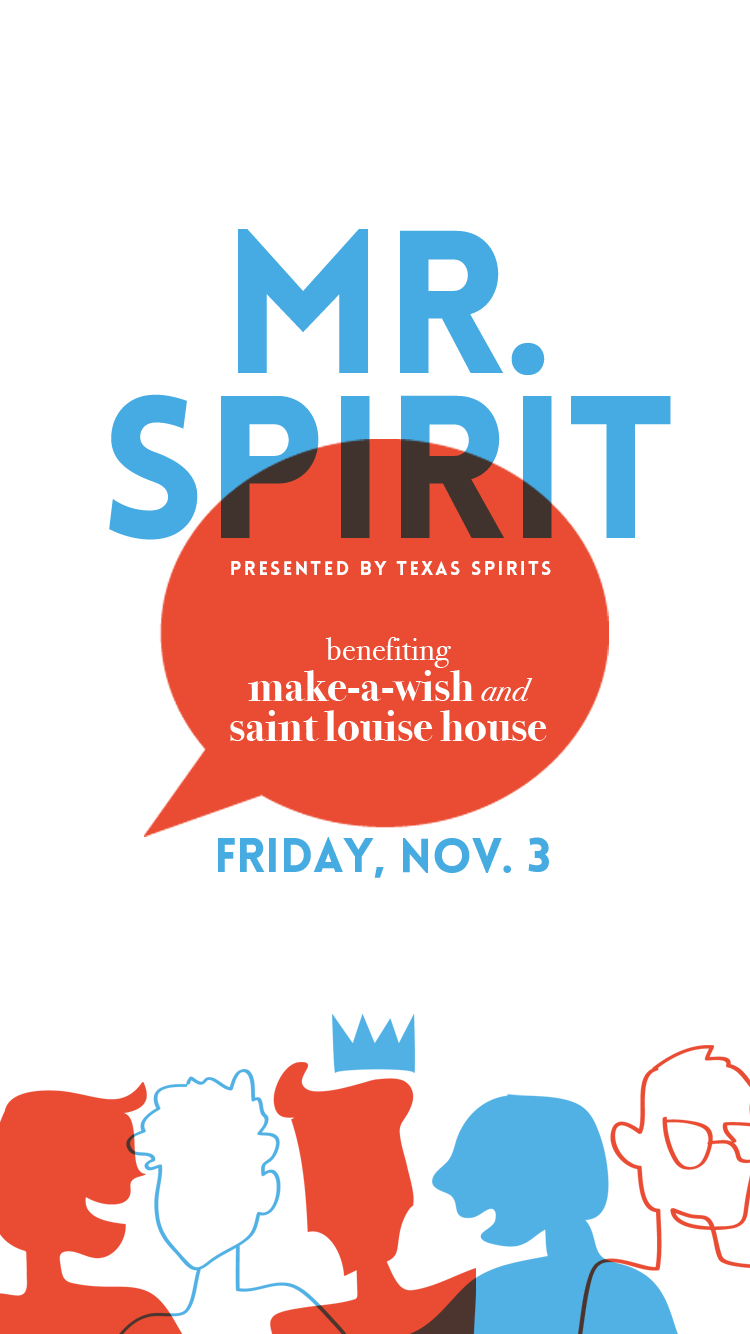 MR.
SPIRIT
PRESENTED BY TEXAS SPIRITS
benefiting
make-a-wish and
saint louise house
FRIDAY, NOV. 3